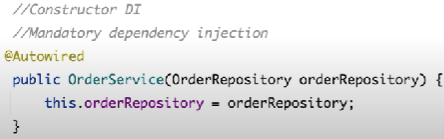 //Constructor DI
//Mandatory dependency injection
@Autowired
public OrderService(OrderRepository orderRepository) {
this.orderRepository = orderRepository;
}